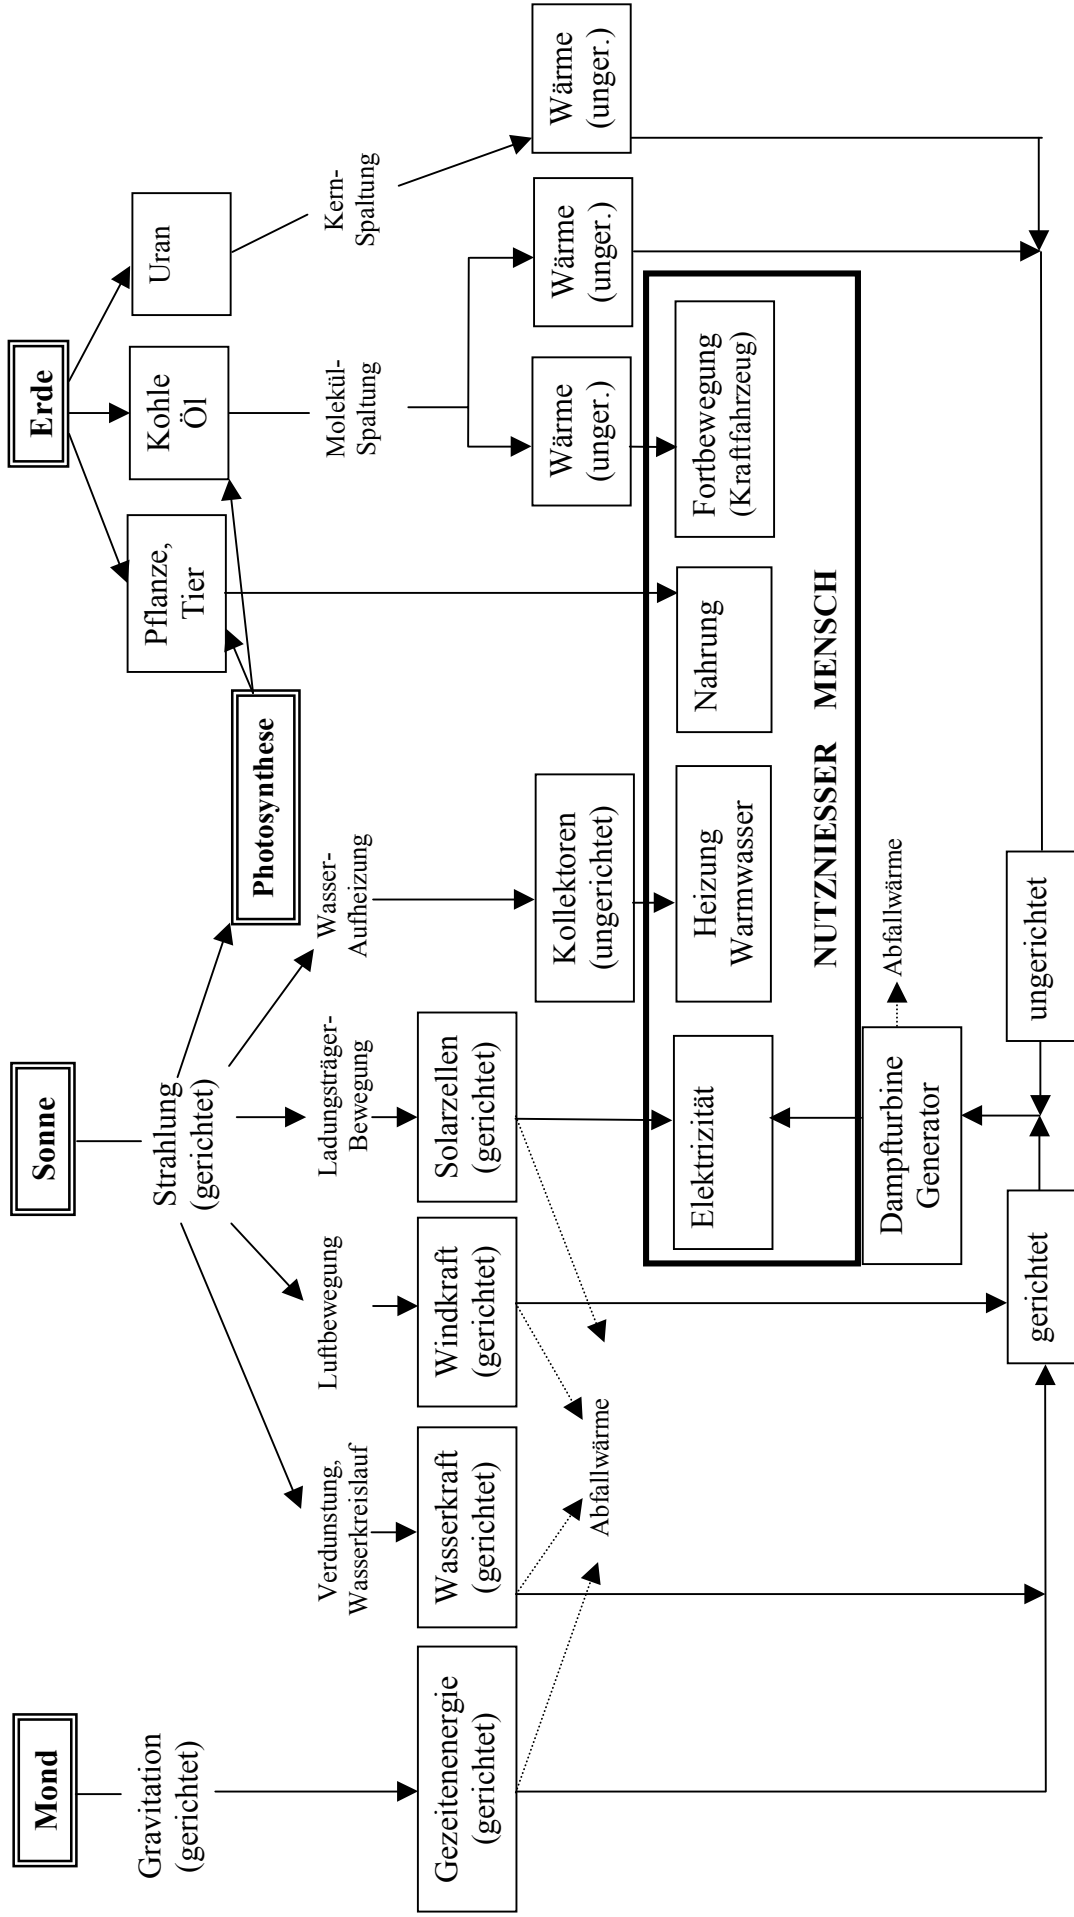 Mond
Sonne
Erde
Gravitation
(gerichtet)
Strahlung
(gerichtet)
Pflanze,
Tier
Kohle
Öl
Uran
Photosynthese
Verdunstung,
Wasserkreislauf
Luftbewegung
Ladungsträger-
Bewegung
Wasser-
Aufheizung
Molekül-
Spaltung
Kern-
Spaltung
Gezeitenenergie
(gerichtet)
Wasserkraft
(gerichtet)
Windkraft
(gerichtet)
Solarzellen
(gerichtet)
Kollektoren
(ungerichtet)
Wärme
(unger.)
Wärme
(unger.)
Wärme
(unger.)
Abfallwärme
Elektrizität
Heizung
Warmwasser
Nahrung
Fortbewegung
(Kraftfahrzeug)
NUTZNIESSER MENSCH
Dampfturbine
Generator
Abfallwärme
gerichtet
ungerichtet